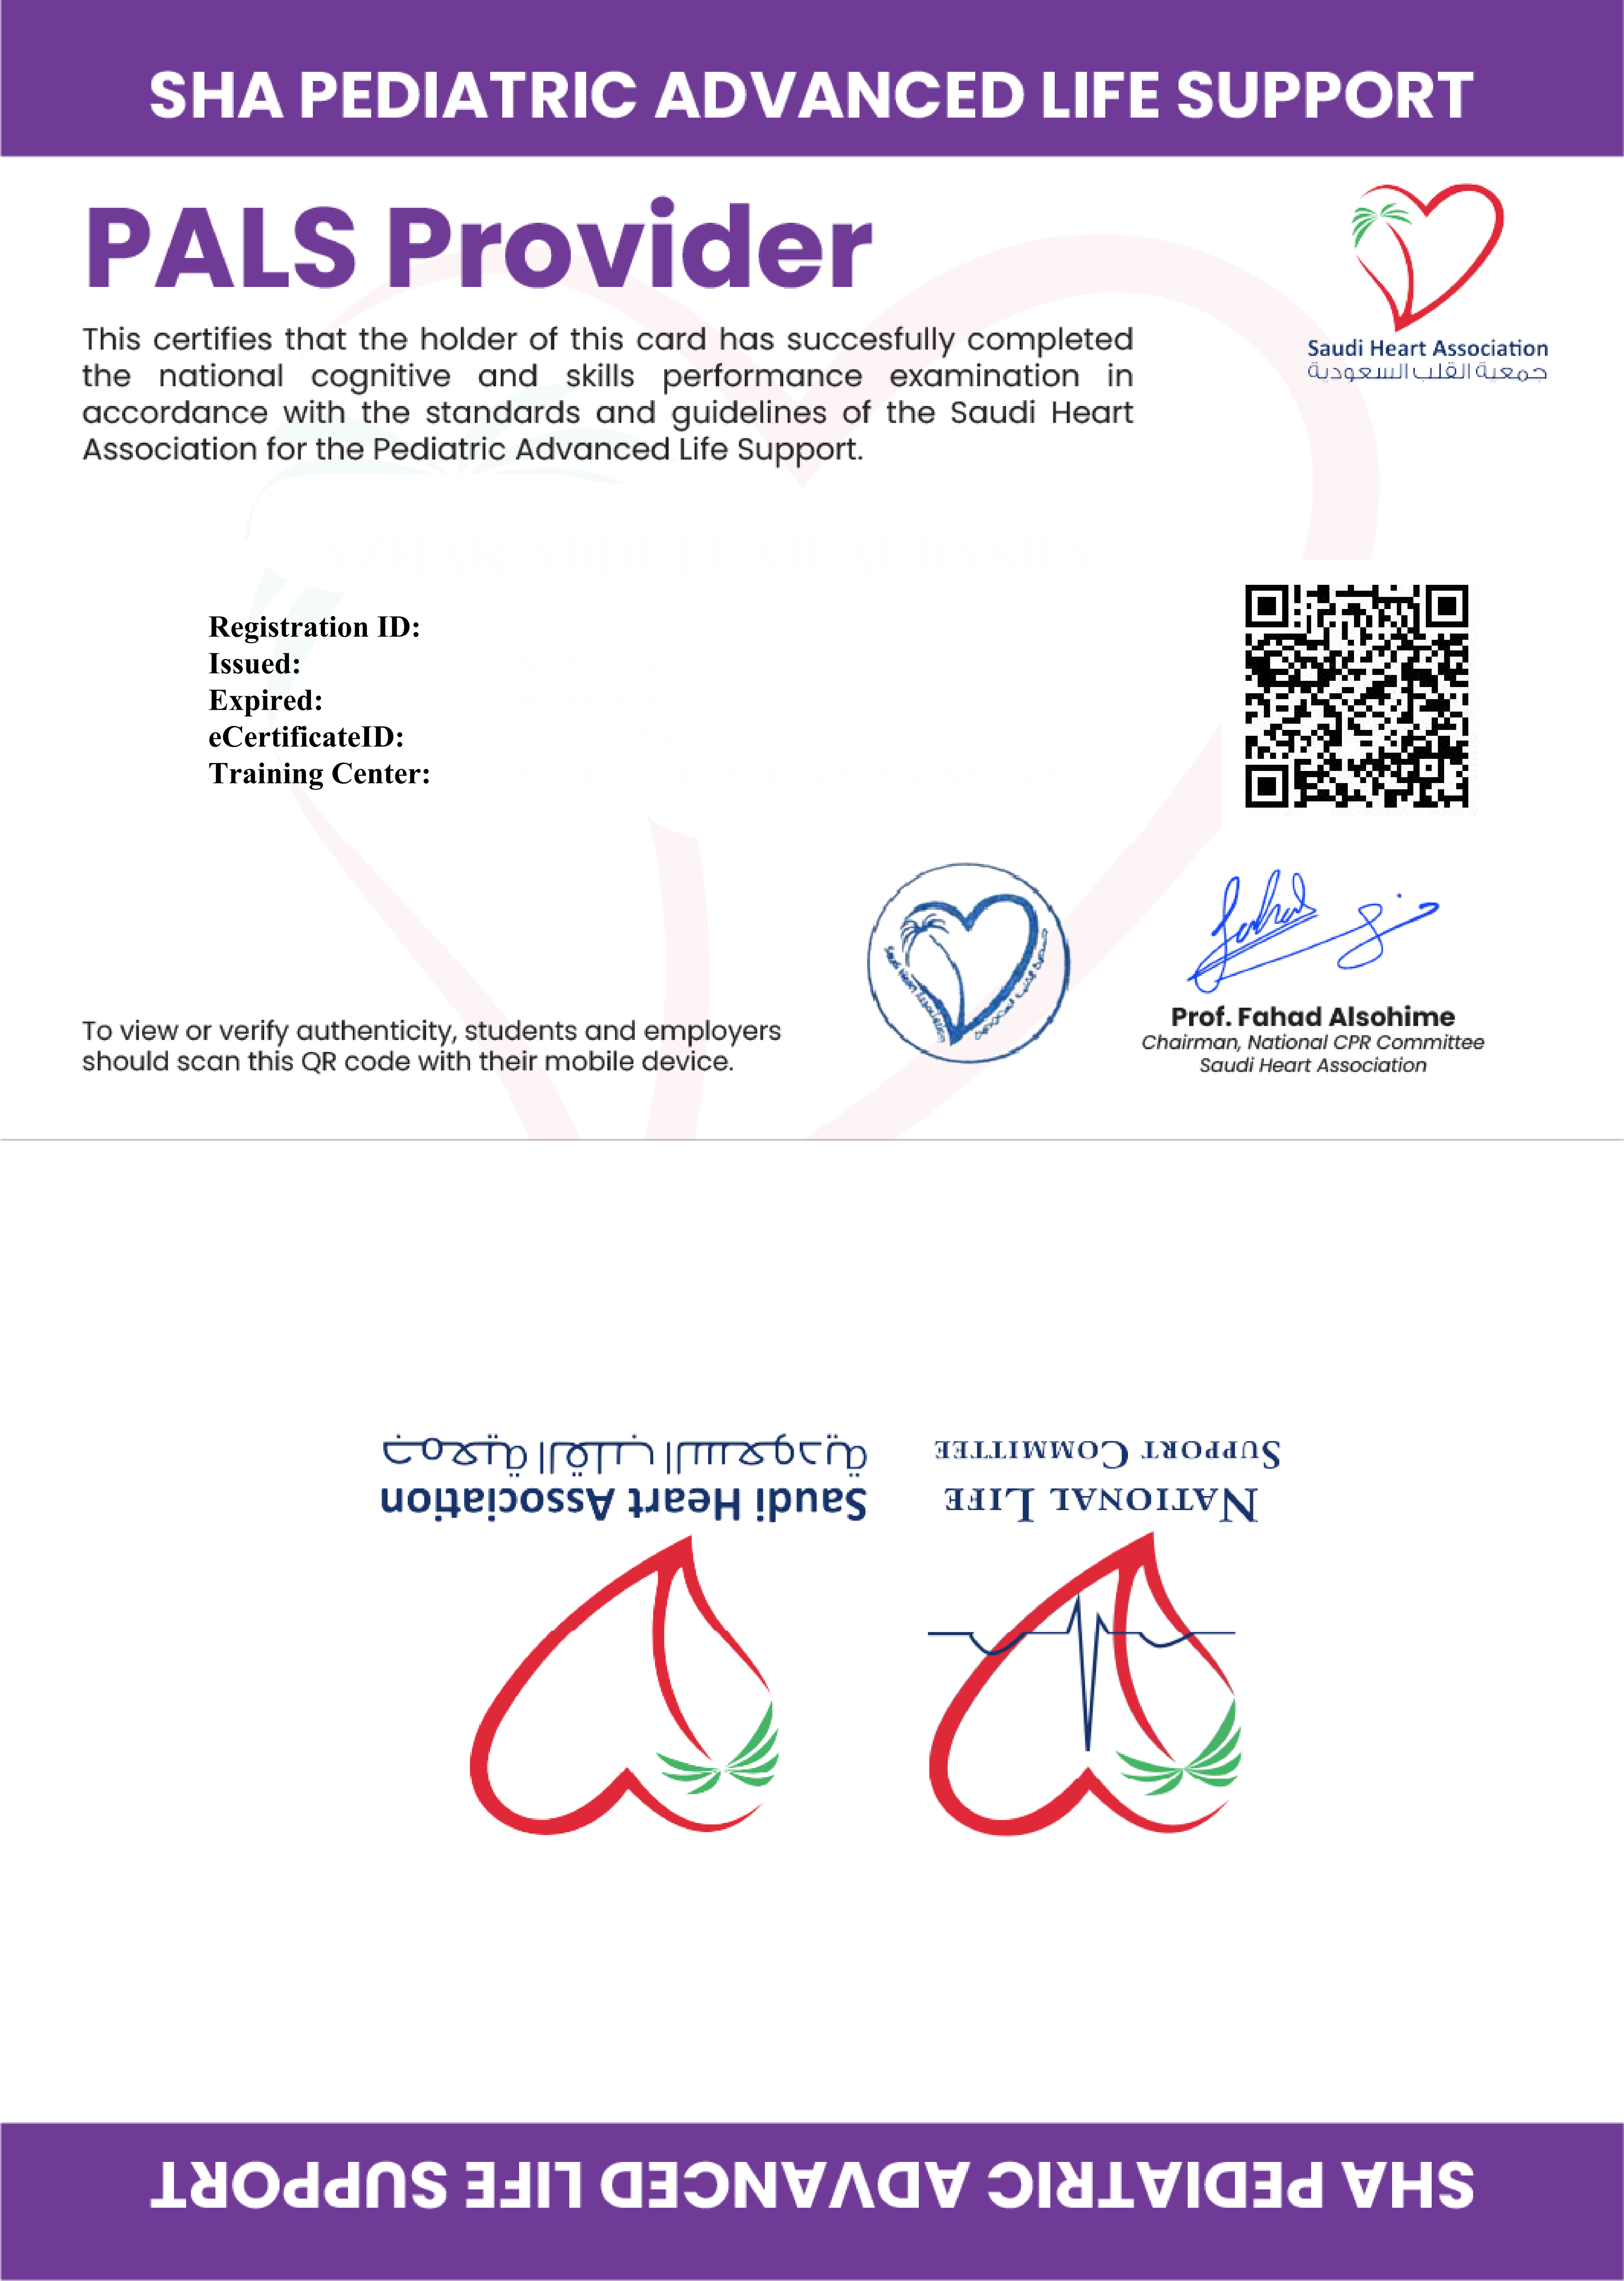 SHA PEDIATRIC ADVANCED LIFE SUPPORT
PALS Provider
This certifies that the holder of this card has succesfully completed
the national cognitive and skills performance examination in
accordance with the standards and guidelines of the Saudi Heart
Association for the Pediatric Advanced Life Support.
Saudi Heart Association
جمعية القلب السعودية
Registration ID:
Issued:
Expired:
eCertificateID:
Training Center:
Saudi Heart Association
جمعية القلب السعودية
Prof. Fahad Alsohime
Chairman, National CPR Committee
Saudi Heart Association
To view or verify authenticity, students and employers
should scan this QR code with their mobile device.
SHA PEDIATRIC ADVANCED LIFE SUPPORT
National Life
Support Committee
Saudi Heart Association
جمعية القلب السعودية